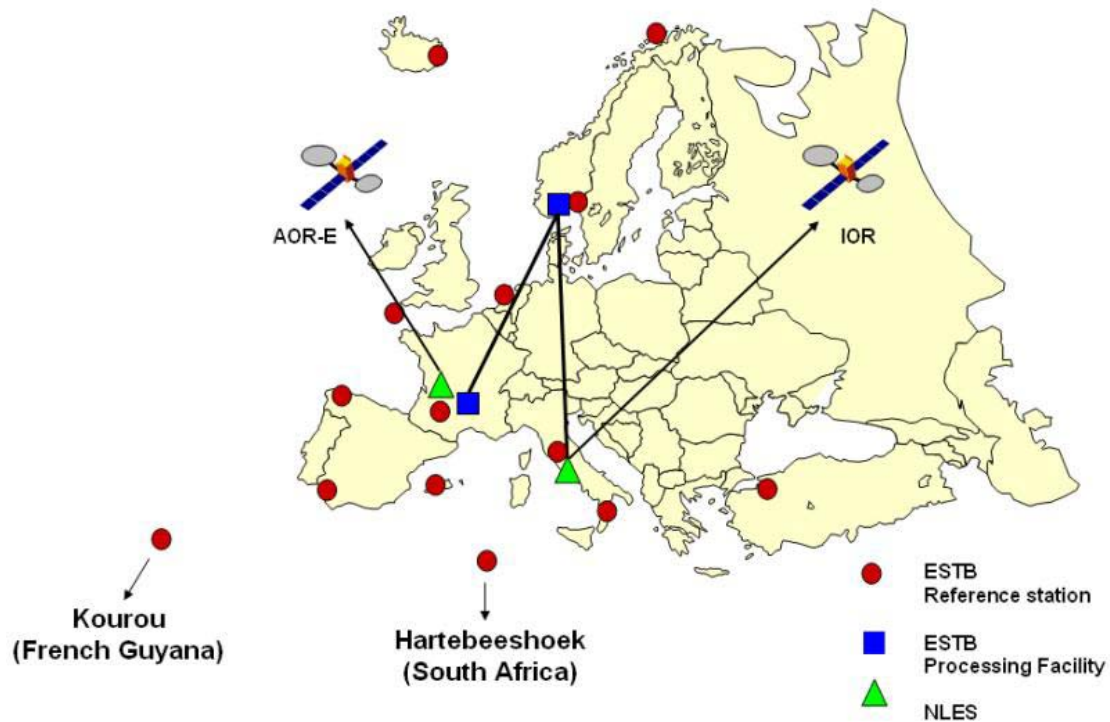 AOR-E
IOR
Kourou
(French Guyana)
Hartebeeshoek
(South Africa)
ESTB
Reference station
ESTB
Processing Facility
NLES